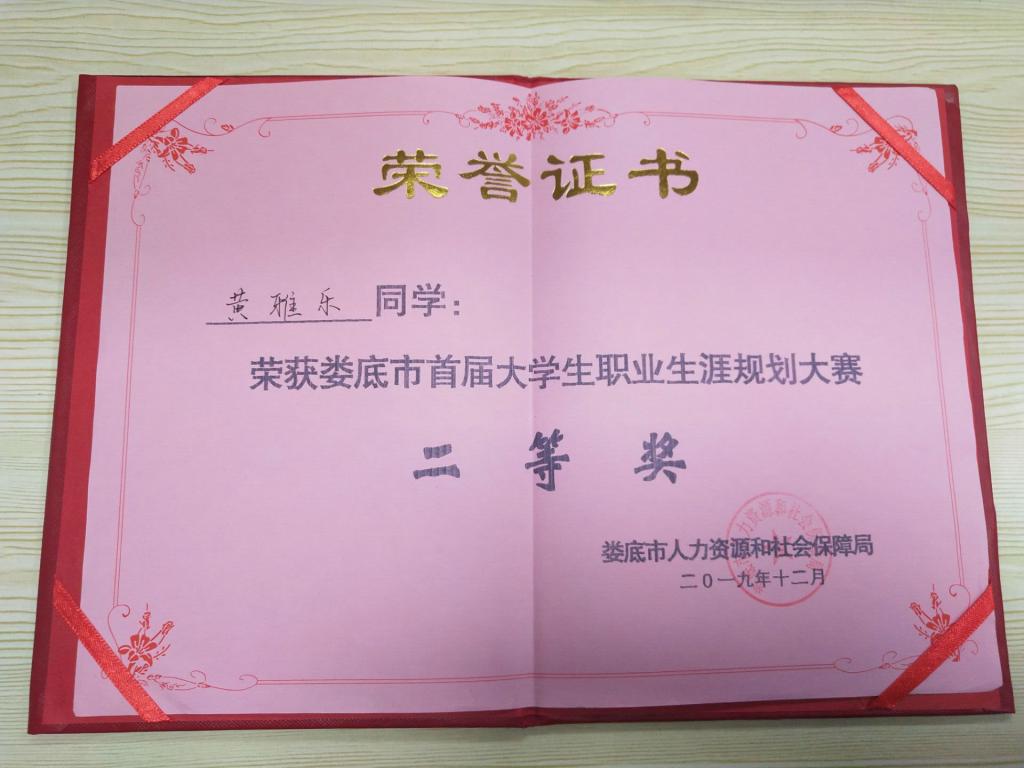 荣誉证书
黄雅乐 同学：
荣获娄底市首届大学生职业生涯规划大赛
二等奖
娄底市人力资源和社会保障局
二〇一九年十二月